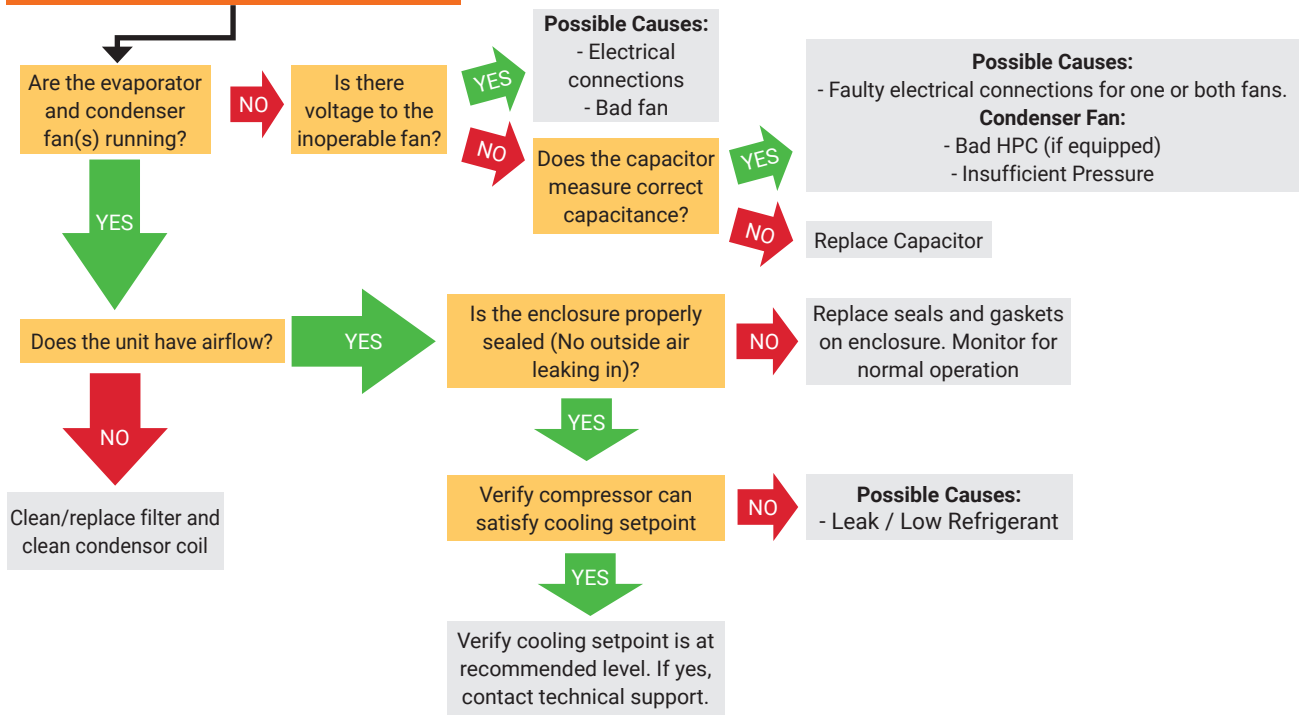 Are the evaporator
and condenser
fan(s) running?
NO
Is there
voltage to the
inoperable fan?
YES
Possible Causes:
- Electrical
connections
- Bad fan
NO
Does the capacitor
measure correct
capacitance?
YES
Possible Causes:
- Faulty electrical connections for one or both fans.
Condenser Fan:
- Bad HPC (if equipped)
- Insufficient Pressure
NO
Replace Capacitor
YES
Does the unit have airflow?
YES
Is the enclosure properly
sealed (No outside air
leaking in)?
NO
Replace seals and gaskets
on enclosure. Monitor for
normal operation
NO
Clean/replace filter and
clean condensor coil
YES
Verify compressor can
satisfy cooling setpoint
NO
Possible Causes:
- Leak / Low Refrigerant
YES
Verify cooling setpoint is at
recommended level. If yes,
contact technical support.